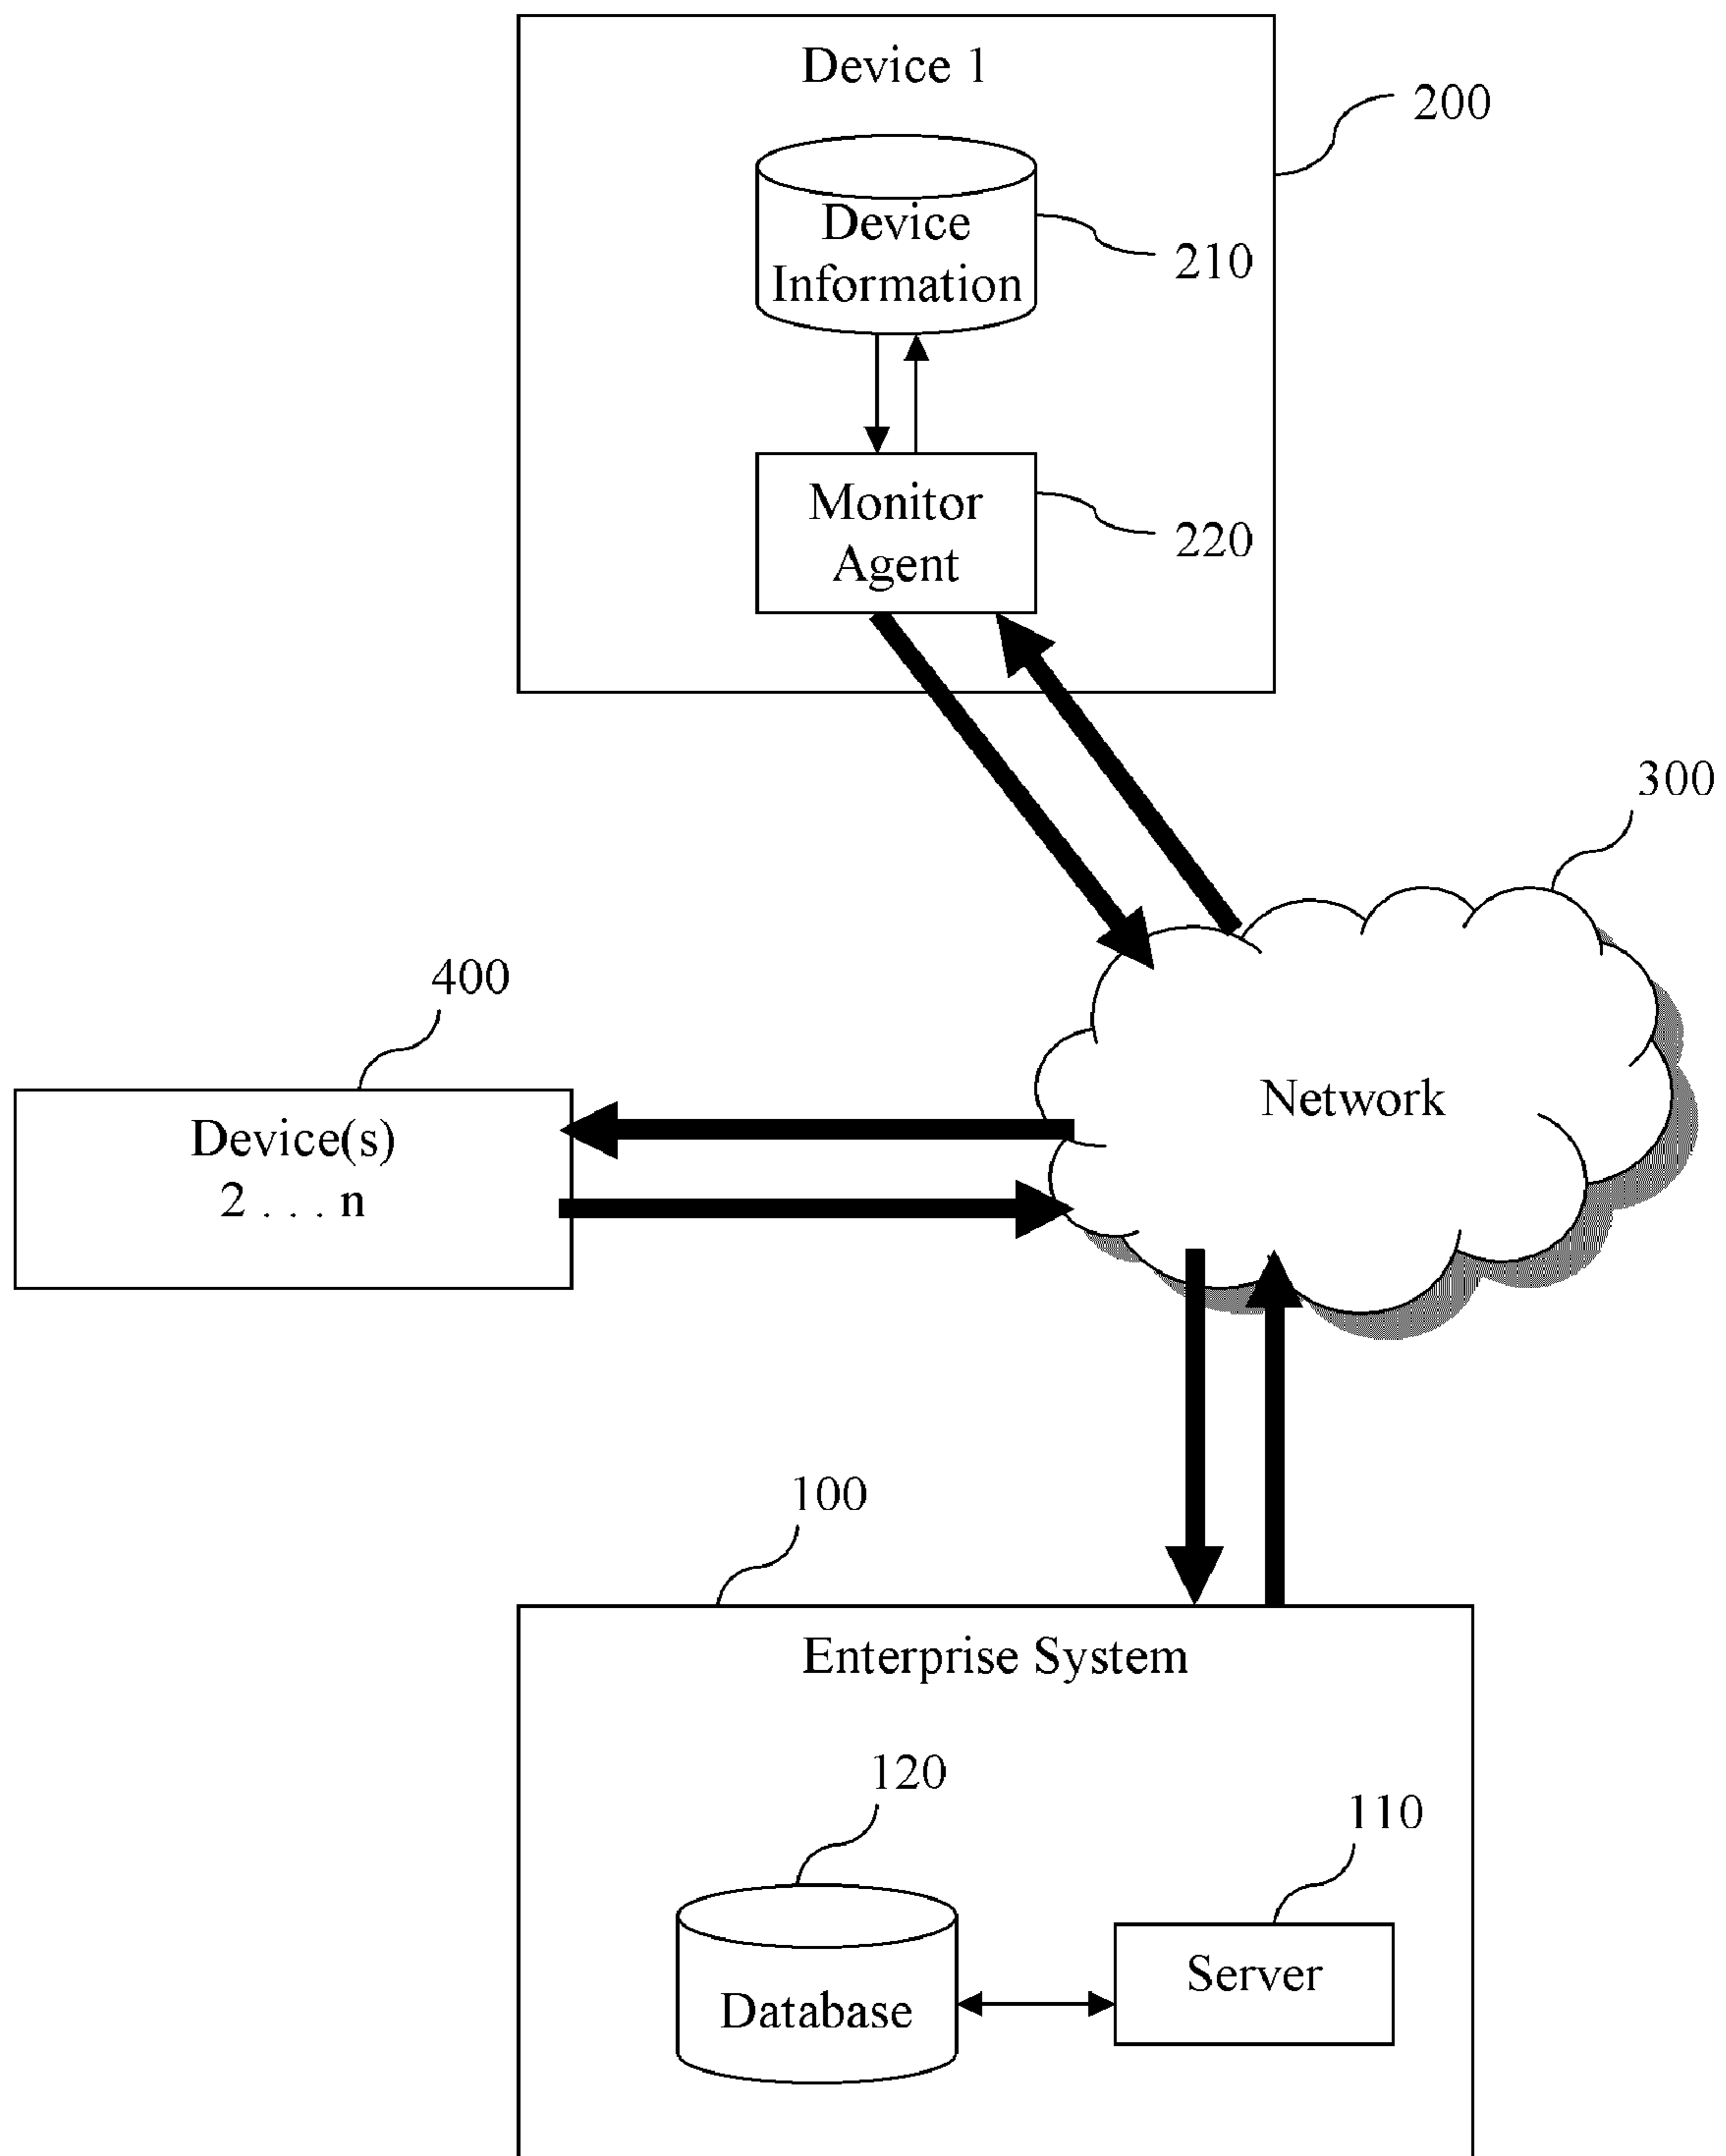 Device 1
200
Device
Information
210
Monitor
Agent
220
300
400
Device(s)
2 . . . n
Network
100
Enterprise System
120
110
Server
Database